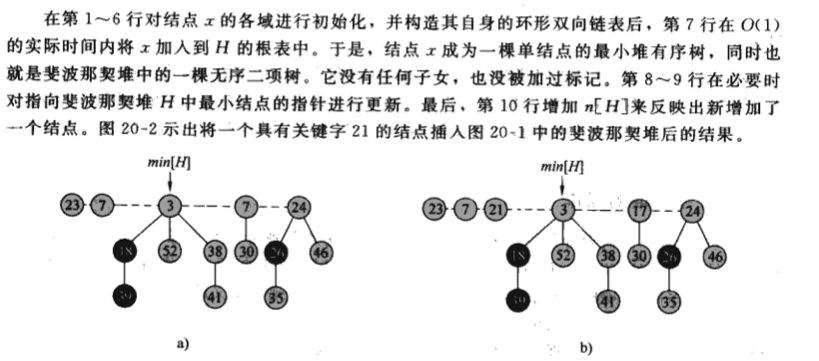 在第1～6行对结点 x 的各域进行初始化，并构造其自身的环形双向链表后，第7行在 O(1)
的实际时间内将 x 加入到 H 的根表中。于是，结点 x 成为一棵单结点的最小堆有序树，同时也
就是斐波那契堆中的一棵无序二项树。它没有任何子女，也没被加过标记。第8～9行在必要时
对指向斐波那契堆 H 中最小结点的指针进行更新。最后，第10行增加 n[H]来反映出新增加了
一个结点。图20-2示出将一个具有关键字21的结点插入图20-1中的斐波那契堆后的结果。
min[H] min[H]
23 7 3 7 24 23 7 21 3 17 24
18 52 38 30 26 46 18 52 38 30 26 46
39 41 35 39 41 35
a) b)